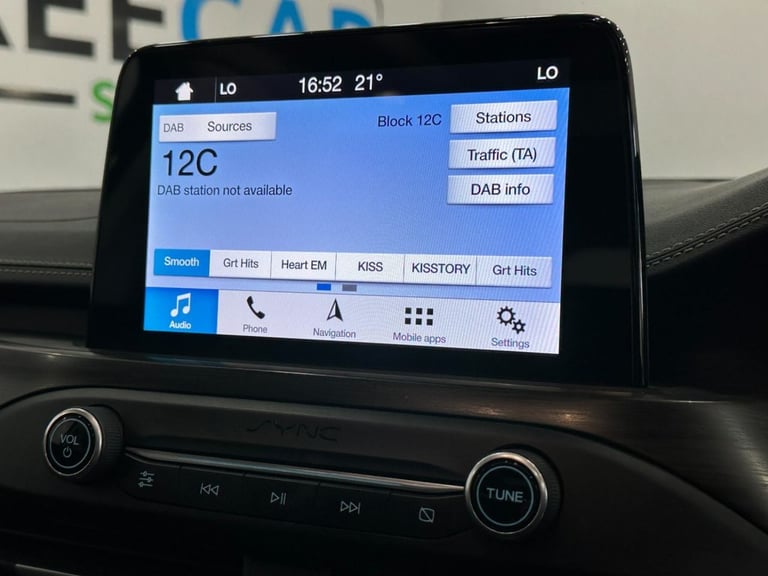 LO 16:52 21° LO
DAB Sources
Block 12C
Stations
12C
Traffic (TA)
DAB station not available
DAB info
Smooth Grt Hits Heart EM KISS KISSTORY Grt Hits
Audio Phone Navigation Mobile apps Settings
SYNC
VOL
TUNE